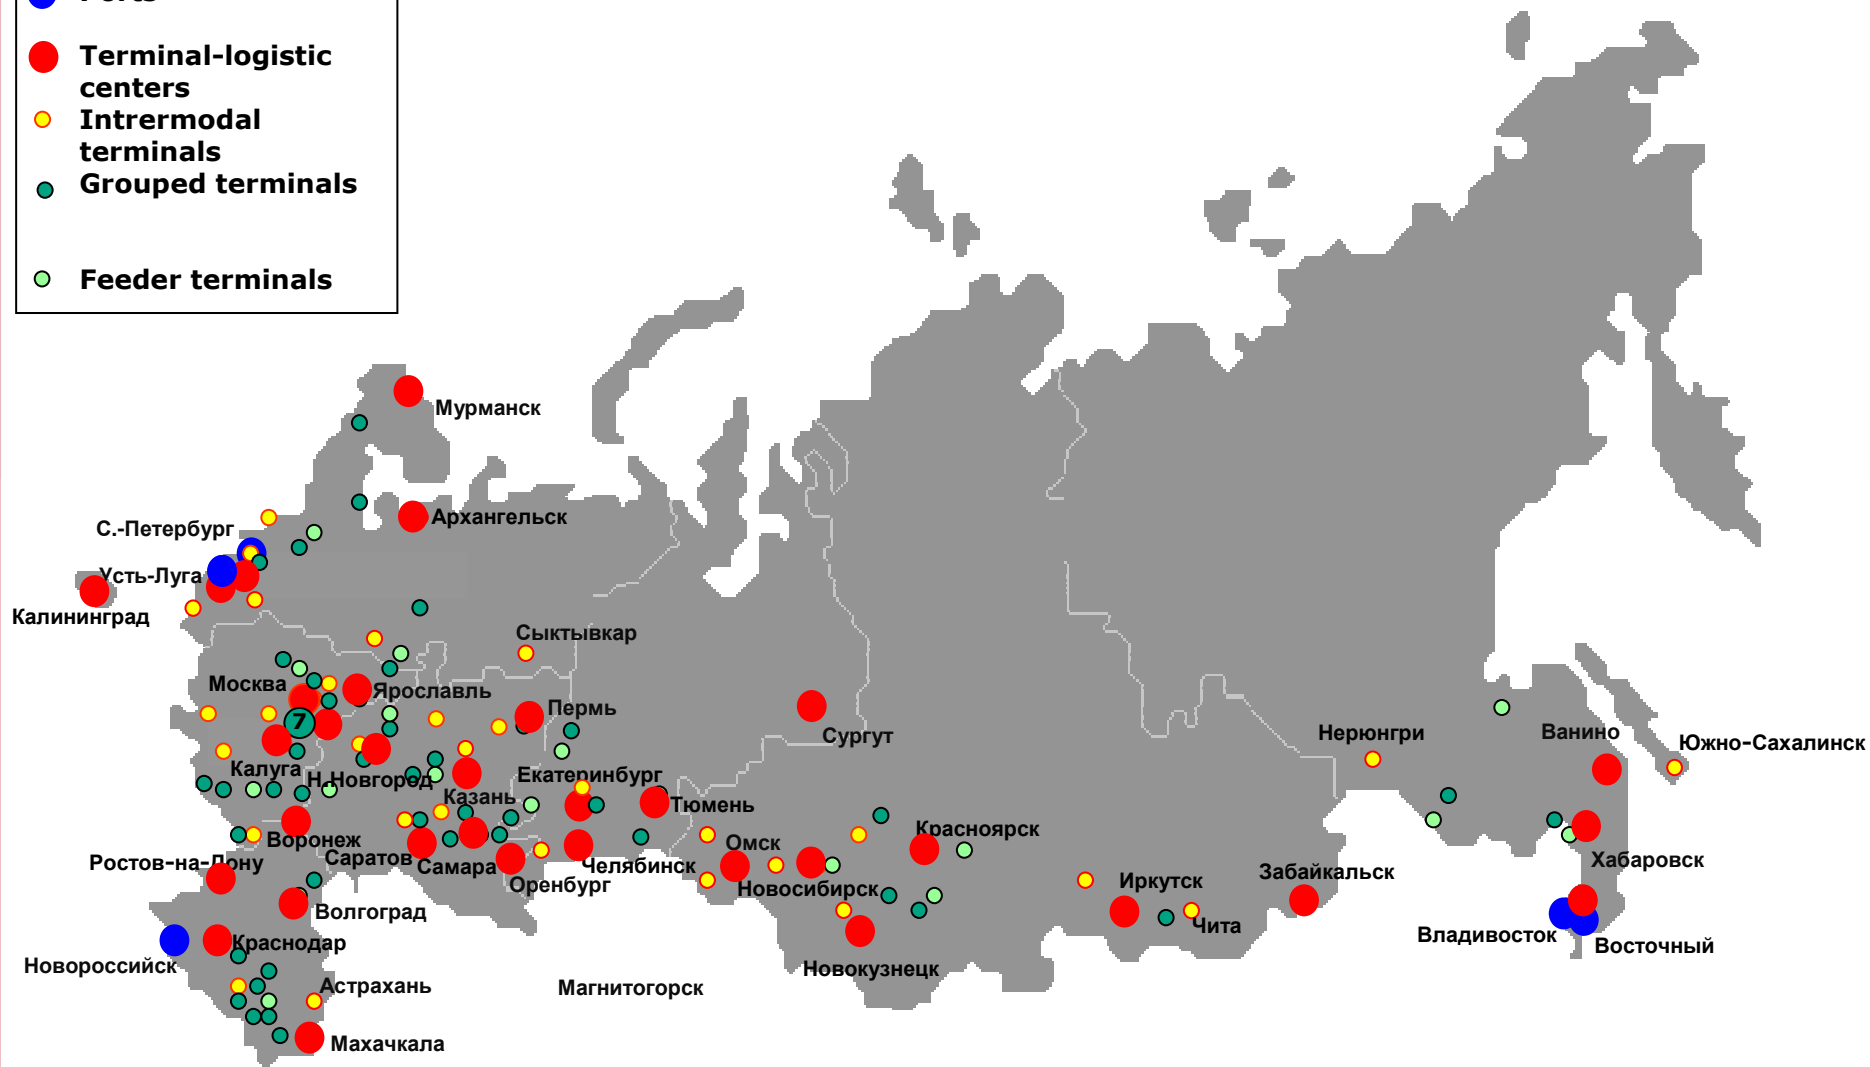 Ports
Terminal-logistic
centers
Intrermodal
terminals
Grouped terminals
Feeder terminals
Мурманск
Архангельск
С.-Петербург
Усть-Луга
Калининград
Сыктывкар
Москва
Ярославль
Пермь
7
Сургут
Нерюнгри
Ванино
Южно-Сахалинск
Калуга
Н.Новгород
Екатеринбург
Казань
Тюмень
Воронеж
Омск
Красноярск
Ростов-на-Дону
Саратов
Самара
Челябинск
Оренбург
Новосибирск
Иркутск
Забайкальск
Хабаровск
Волгоград
Чита
Владивосток
Восточный
Краснодар
Новороссийск
Новокузнецк
Астрахань
Магнитогорск
Махачкала